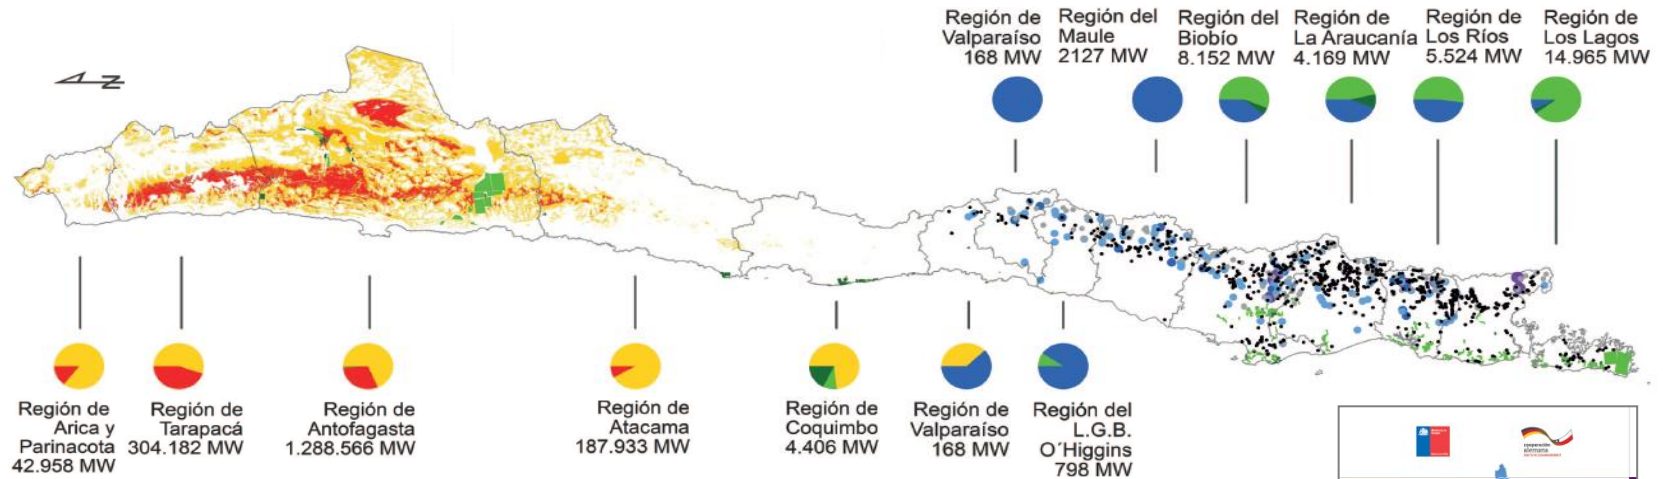 Región de
Valparaíso
168 MW
Región del
Maule
2127 MW
Región del
Biobío
8.152 MW
Región de
La Araucanía
4.169 MW
Región de
Los Ríos
5.524 MW
Región de
Los Lagos
14.965 MW
N
Región de
Arica y
Parinacota
42.958 MW
Región de
Tarapacá
304.182 MW
Región de
Antofagasta
1.288.566 MW
Región de
Atacama
187.933 MW
Región de
Coquimbo
4.406 MW
Región de
Valparaíso
168 MW
Región del
L.G.B.
O´Higgins
798 MW
cooperación
alemana